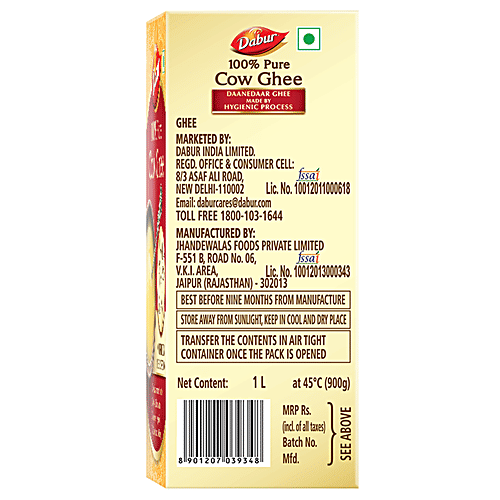 Dabur
100% Pure
Cow Ghee
DAANEDAAR GHEE
MADE BY
HYGIENIC PROCESS
GHEE
MARKETED BY:
DABUR INDIA LIMITED.
REGD. OFFICE & CONSUMER CELL:
8/3 ASAF ALI ROAD,
fssai
NEW DELHI-110002 Lic. No. 10012011000618
Email: daburcares@dabur.com
TOLL FREE 1800-103-1644
MANUFACTURED BY:
JHANDEWALAS FOODS PRIVATE LIMITED
F-551 B, ROAD No. 06, fssai
V.K.I. AREA, Lic. No. 10012013000343
JAIPUR (RAJASTHAN) - 302013
BEST BEFORE NINE MONTHS FROM MANUFACTURE
STORE AWAY FROM SUNLIGHT, KEEP IN COOL AND DRY PLACE
TRANSFER THE CONTENTS IN AIR TIGHT
CONTAINER ONCE THE PACK IS OPENED
Net Content: 1 L at 45°C (900g)
MRP Rs.
(incl. of all taxes)
Batch No.
Mfd.
SEE ABOVE
8 901207 039348
Cow Ghee